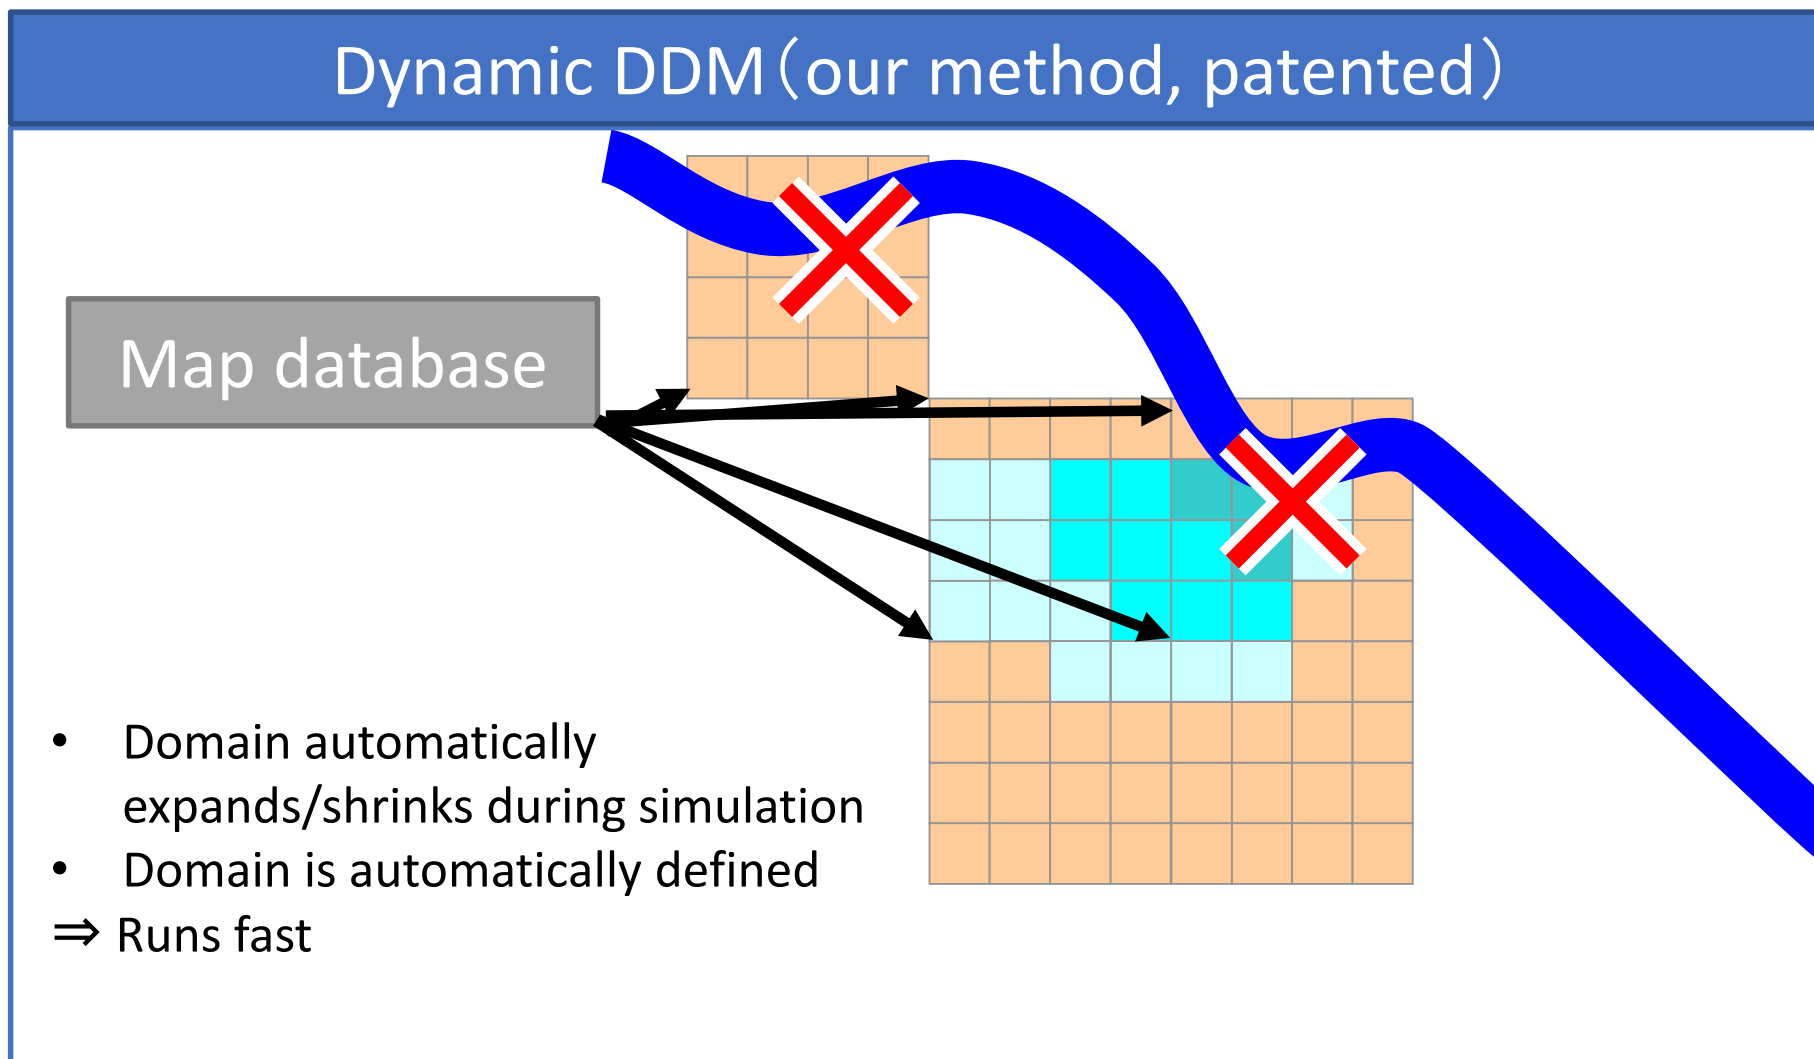 Dynamic DDM（our method, patented）
Map database
• Domain automatically
expands/shrinks during simulation
• Domain is automatically defined
⇒ Runs fast